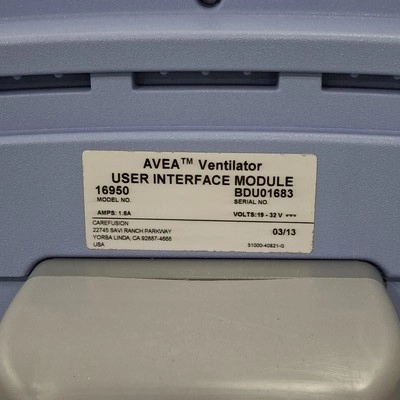 AVEA™ Ventilator
USER INTERFACE MODULE
16950 BDU01683
MODEL NO. SERIAL NO.
AMPS: 1.8A VOLTS:19 - 32 V
CAREFUSION
22745 SAVI RANCH PARKWAY 03/13
YORBA LINDA, CA 92887-4668
USA 51000-40821-G